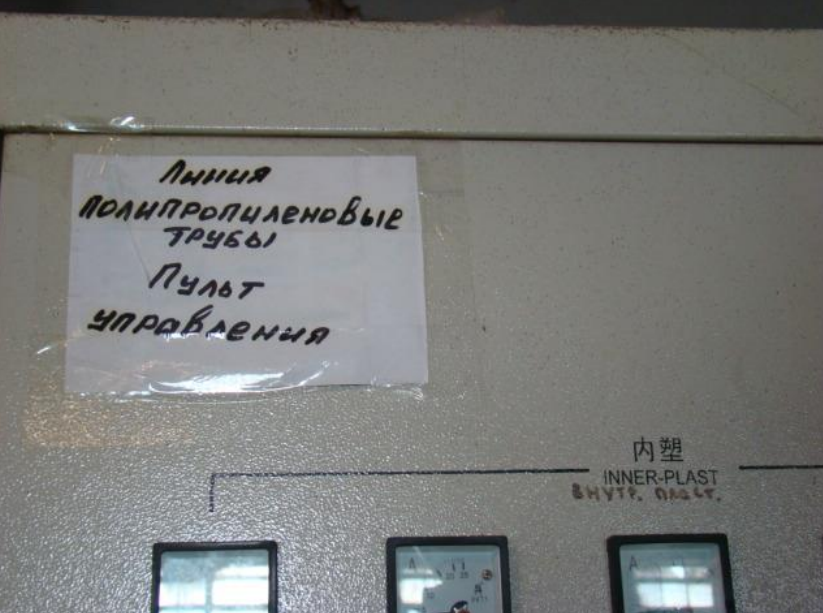 Линия
полипропиленовые
трубы
Пульт
управления
内塑
INNER-PLAST
ВНУТР. ПЛАСТ.
A
A